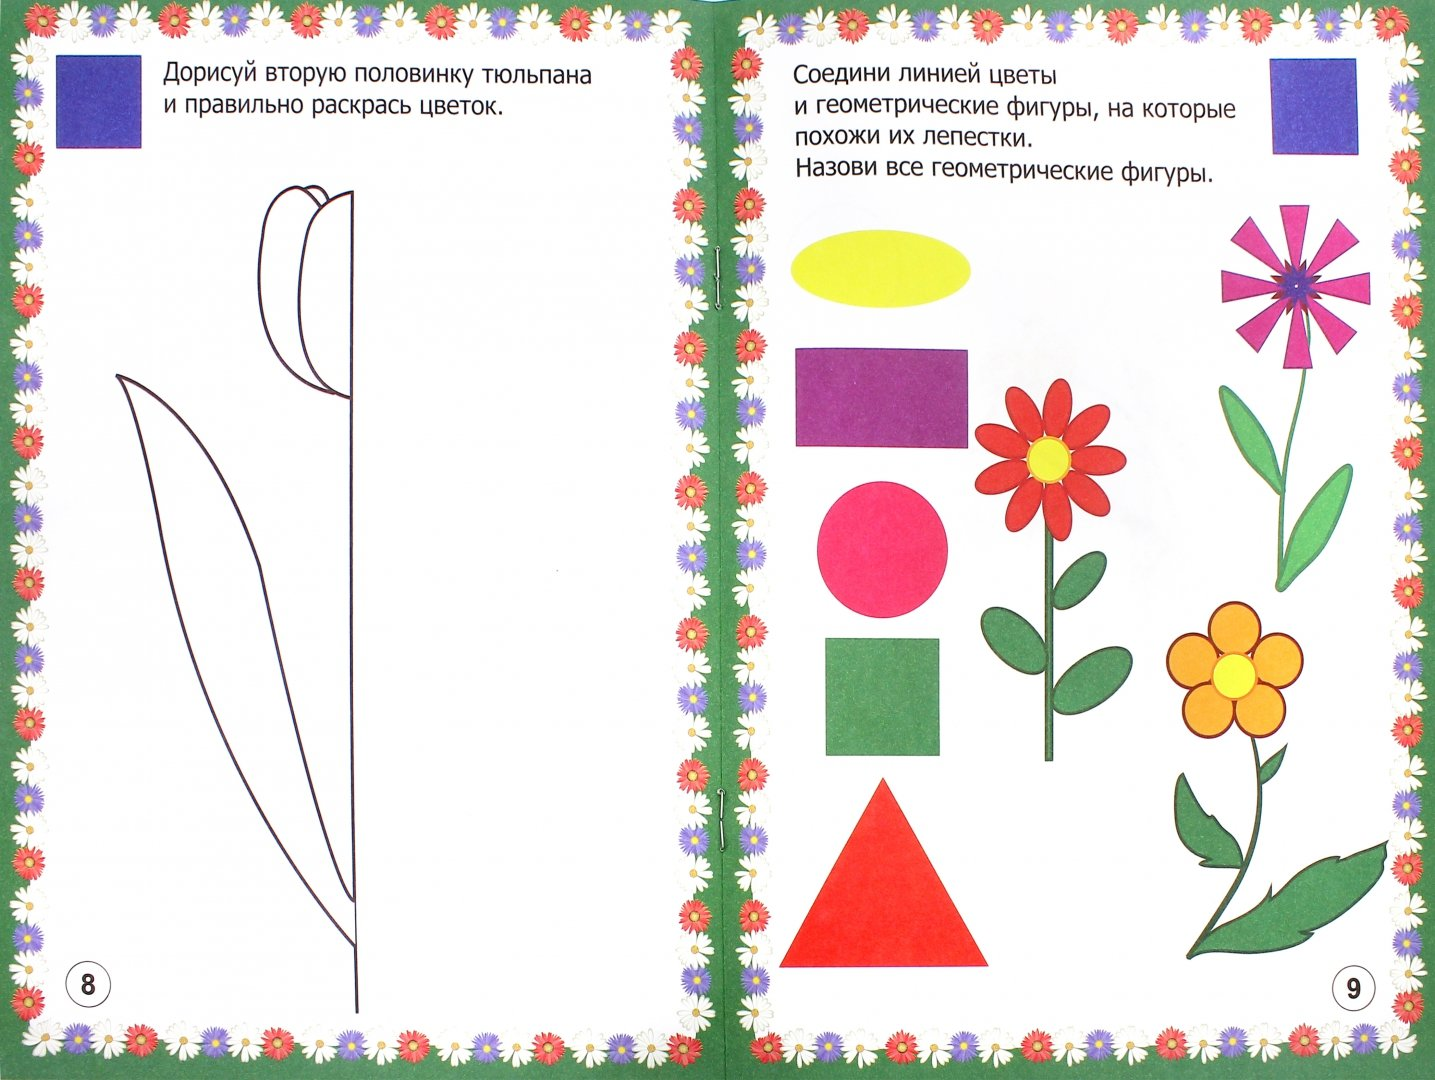 Дорисуй вторую половинку тюльпана
и правильно раскрась цветок.
8
Соедини линией цветы
и геометрические фигуры, на которые
похожи их лепестки.
Назови все геометрические фигуры.
9